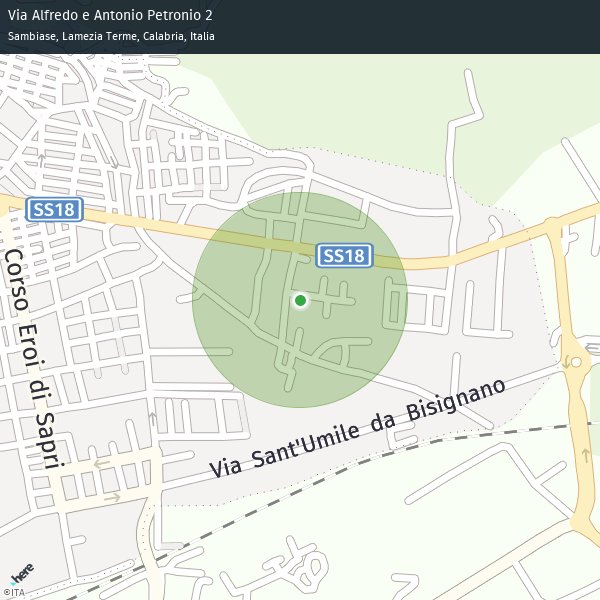 Via Alfredo e Antonio Petronio 2
Sambiase, Lamezia Terme, Calabria, Italia
SS18
SS18
Corso Eroi di Sapri
Via Sant'Umile da Bisignano
here
©ITA